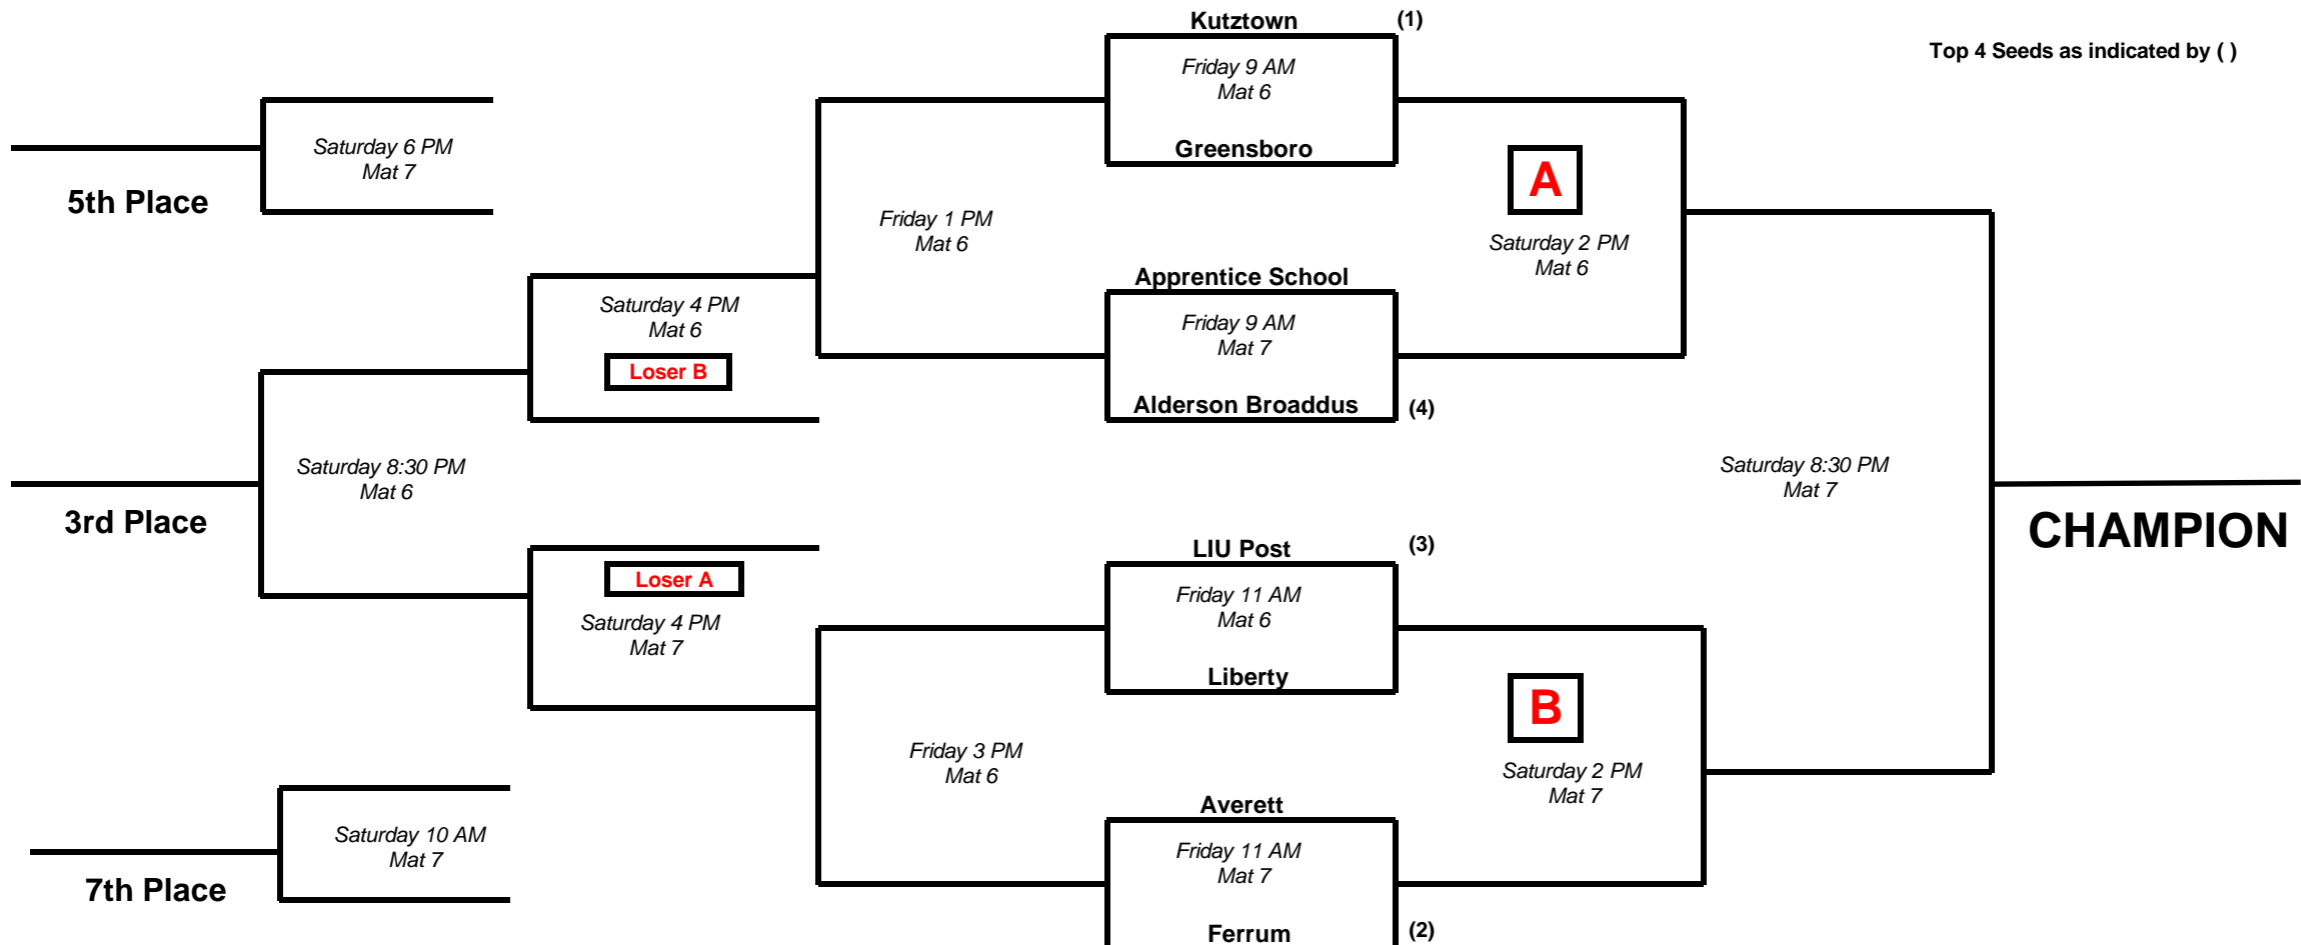 Kutztown (1)
Top 4 Seeds as indicated by ( )
Friday 9 AM
Mat 6
Greensboro
Saturday 6 PM
Mat 7
5th Place
A
Friday 1 PM
Mat 6
Saturday 2 PM
Mat 6
Apprentice School
Saturday 4 PM
Mat 6
Friday 9 AM
Mat 7
Loser B
Alderson Broaddus (4)
Saturday 8:30 PM
Mat 6
Saturday 8:30 PM
Mat 7
3rd Place
CHAMPION
LIU Post (3)
Loser A
Friday 11 AM
Mat 6
Saturday 4 PM
Mat 7
Liberty
B
Friday 3 PM
Mat 6
Saturday 2 PM
Mat 7
Averett
Saturday 10 AM
Mat 7
Friday 11 AM
Mat 7
7th Place
Ferrum (2)